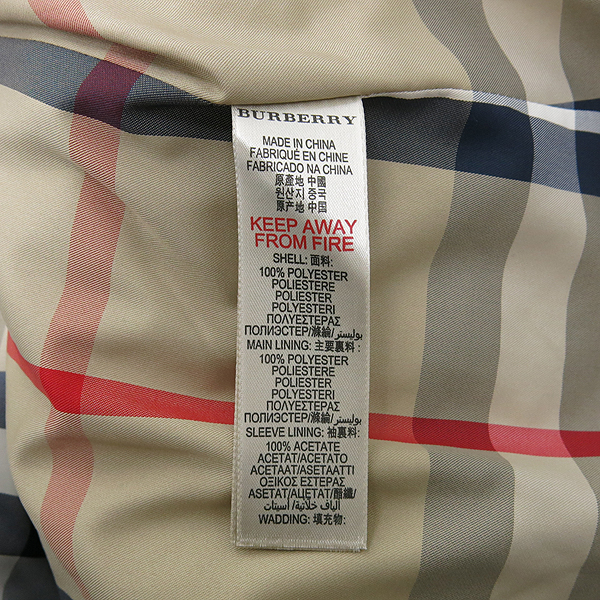 BURBERRY
MADE IN CHINA
FABRIQUÉ EN CHINE
FABRICADO NA CHINA
原產地 中國
원산지 중국
原产地 中国
KEEP AWAY
FROM FIRE
SHELL: 面料:
100% POLYESTER
POLIESTERE
POLIESTER
POLYESTERI
ΠΟΛΥΕΣΤΕΡΑΣ
ПОЛИЭСТЕР/滌綸/بوليستر
MAIN LINING: 主要裏料:
100% POLYESTER
POLIESTERE
POLIESTER
POLYESTERI
ΠΟΛΥΕΣΤΕΡΑΣ
ПОЛИЭСТЕР/滌綸/بوليستر
SLEEVE LINING: 袖裏料:
100% ACETATE
ACETAT/ACETATO
ACETAAT/ASETAATTI
ΟΞΙΚΟΣ ΕΣΤΕΡΑΣ
ASETAT/АЦЕТАТ/醋纖/
ألياف خلاتية / أسيتات
WADDING: 填充物: